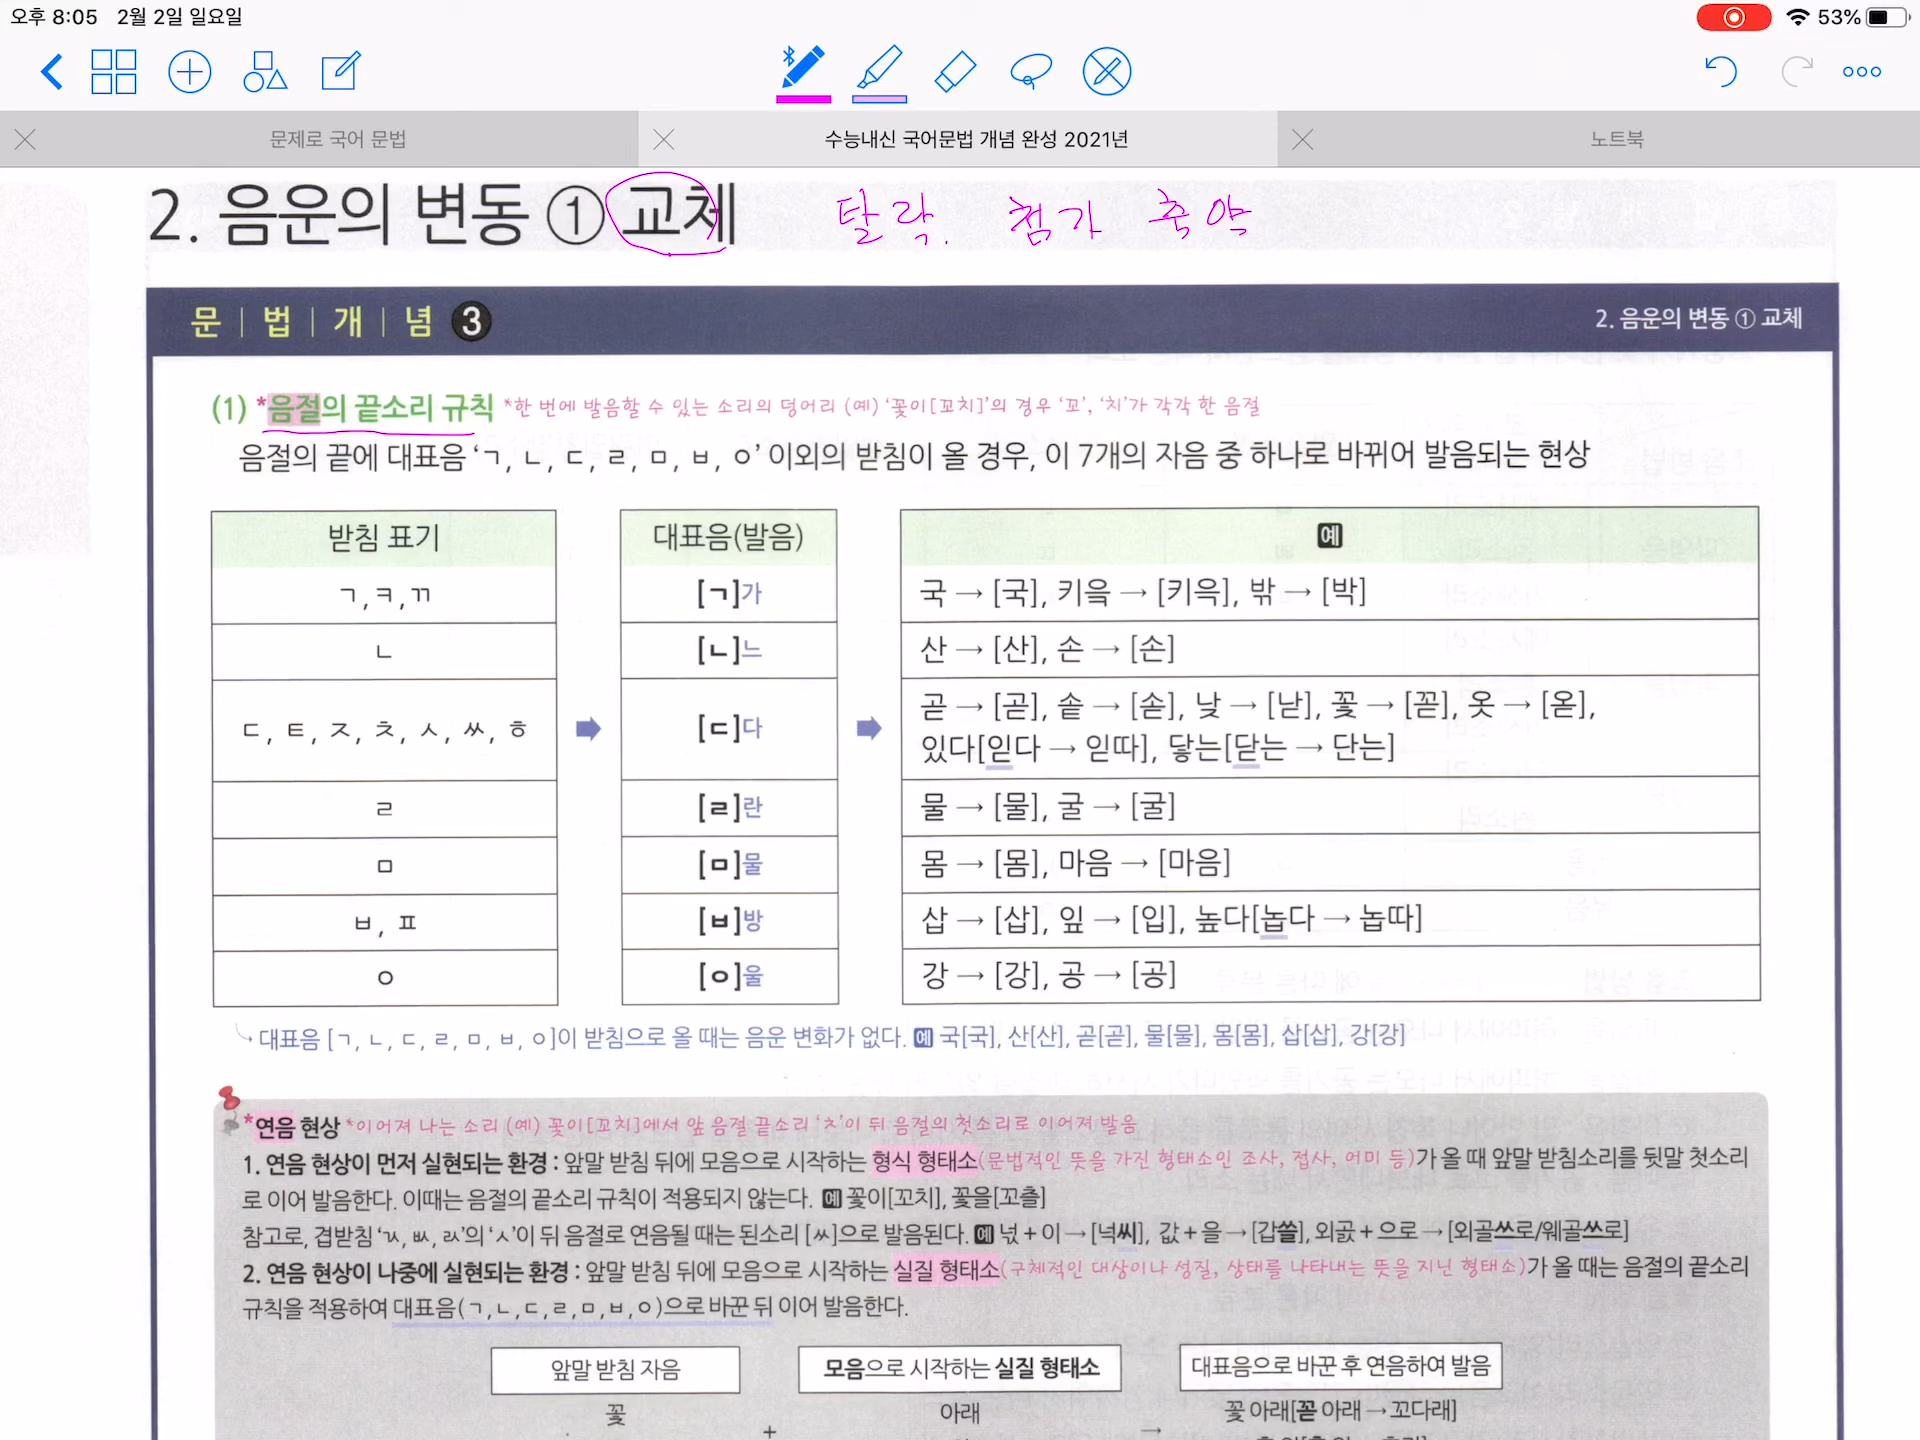 오후 8:05 2월 2일 일요일 53%
문제로 국어 문법
수능내신 국어문법 개념 완성 2021년
노트북
2. 음운의 변동 ① 교체 탈락. 첨가 축약
문|법|개|념 3 2. 음운의 변동 ① 교체
(1) *음절의 끝소리 규칙 *한 번에 발음할 수 있는 소리의 덩어리 (예) ‘꽃이[꼬치]’의 경우 ‘꼬’, ‘치’가 각각 한 음절
음절의 끝에 대표음 ‘ㄱ, ㄴ, ㄷ, ㄹ, ㅁ, ㅂ, ㅇ’ 이외의 받침이 올 경우, 이 7개의 자음 중 하나로 바뀌어 발음되는 현상
받침 표기 대표음(발음) 예
ㄱ,ㅋ,ㄲ [ㄱ]가 국 → [국], 키읔 → [키윽], 밖 → [박]
ㄴ [ㄴ]느 산 → [산], 손 → [손]
ㄷ, ㅌ, ㅈ, ㅊ, ㅅ, ㅆ, ㅎ [ㄷ]다 곧 → [곧], 솥 → [솓], 낮 → [낟], 꽃 → [꼳], 옷 → [옫],
있다[읻다 → 읻따], 닿는[닫는 → 단는]
ㄹ [ㄹ]란 물 → [물], 굴 → [굴]
ㅁ [ㅁ]물 몸 → [몸], 마음 → [마음]
ㅂ, ㅍ [ㅂ]방 삽 → [삽], 잎 → [입], 높다[놉다 → 놉따]
ㅇ [ㅇ]울 강 → [강], 공 → [공]
대표음 [ㄱ, ㄴ, ㄷ, ㄹ, ㅁ, ㅂ, ㅇ]이 받침으로 올 때는 음운 변화가 없다. 예 국[국], 산[산], 곧[곧], 물[물], 몸[몸], 삽[삽], 강[강]
*연음 현상 *이어져 나는 소리 (예) 꽃이[꼬치]에서 앞 음절 끝소리 ‘ㅊ’이 뒤 음절의 첫소리로 이어져 발음
1. 연음 현상이 먼저 실현되는 환경 : 앞말 받침 뒤에 모음으로 시작하는 형식 형태소(문법적인 뜻을 가진 형태소인 조사, 접사, 어미 등)가 올 때 앞말 받침소리를 뒷말 첫소리
로 이어 발음한다. 이때는 음절의 끝소리 규칙이 적용되지 않는다. 예 꽃이[꼬치], 꽃을[꼬츨]
참고로, 겹받침 ‘ㄳ, ㅄ, ㄽ’의 ‘ㅅ’이 뒤 음절로 연음될 때는 된소리 [ㅆ]으로 발음된다. 예 넋 + 이 → [넉씨], 값 + 을 → [갑쓸], 외곬 + 으로 → [외골쓰로/웨골쓰로]
2. 연음 현상이 나중에 실현되는 환경 : 앞말 받침 뒤에 모음으로 시작하는 실질 형태소(구체적인 대상이나 성질, 상태를 나타내는 뜻을 지닌 형태소)가 올 때는 음절의 끝소리
규칙을 적용하여 대표음(ㄱ, ㄴ, ㄷ, ㄹ, ㅁ, ㅂ, ㅇ)으로 바꾼 뒤 이어 발음한다.
앞말 받침 자음 모음으로 시작하는 실질 형태소 대표음으로 바꾼 후 연음하여 발음
꽃 + 아래 → 꽃 아래[꼳 아래 → 꼬다래]